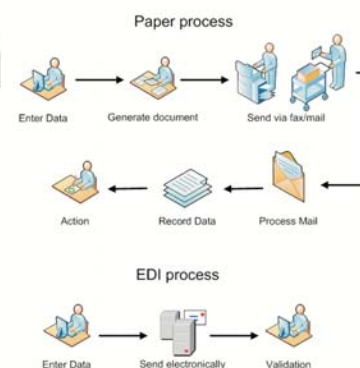 Paper process
Enter Data
Generate document
Send via fax/mail
Action
Record Data
Process Mail
EDI process
Enter Data
Send electronically
Validation